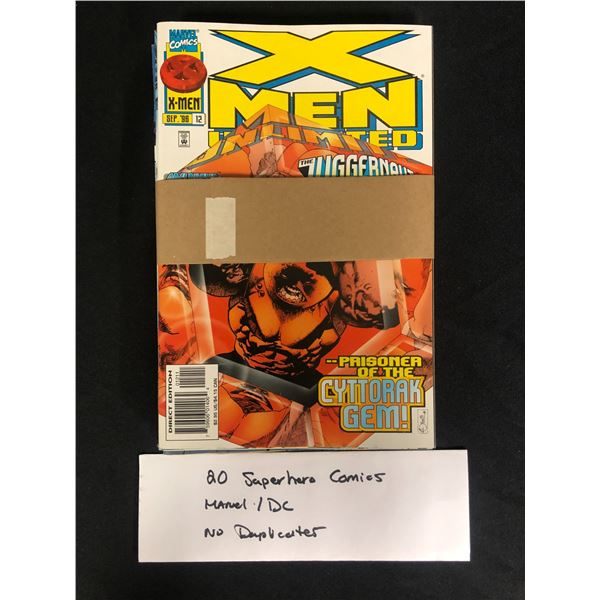 MARVEL
COMICS
X-MEN
SEP. '96 12
X
MEN
UNLIMITED
THE
JUGGERNAUT
--PRISONER
OF THE
CYTTORAK
GEM!
DIRECT EDITION
20 Superhero Comics
Marvel / DC
No Duplicates